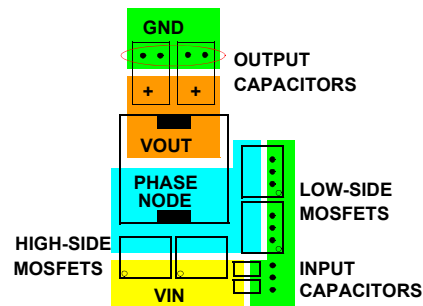 GND
OUTPUT
CAPACITORS
+ +
VOUT
PHASE
NODE
LOW-SIDE
MOSFETS
HIGH-SIDE
MOSFETS
INPUT
CAPACITORS
VIN